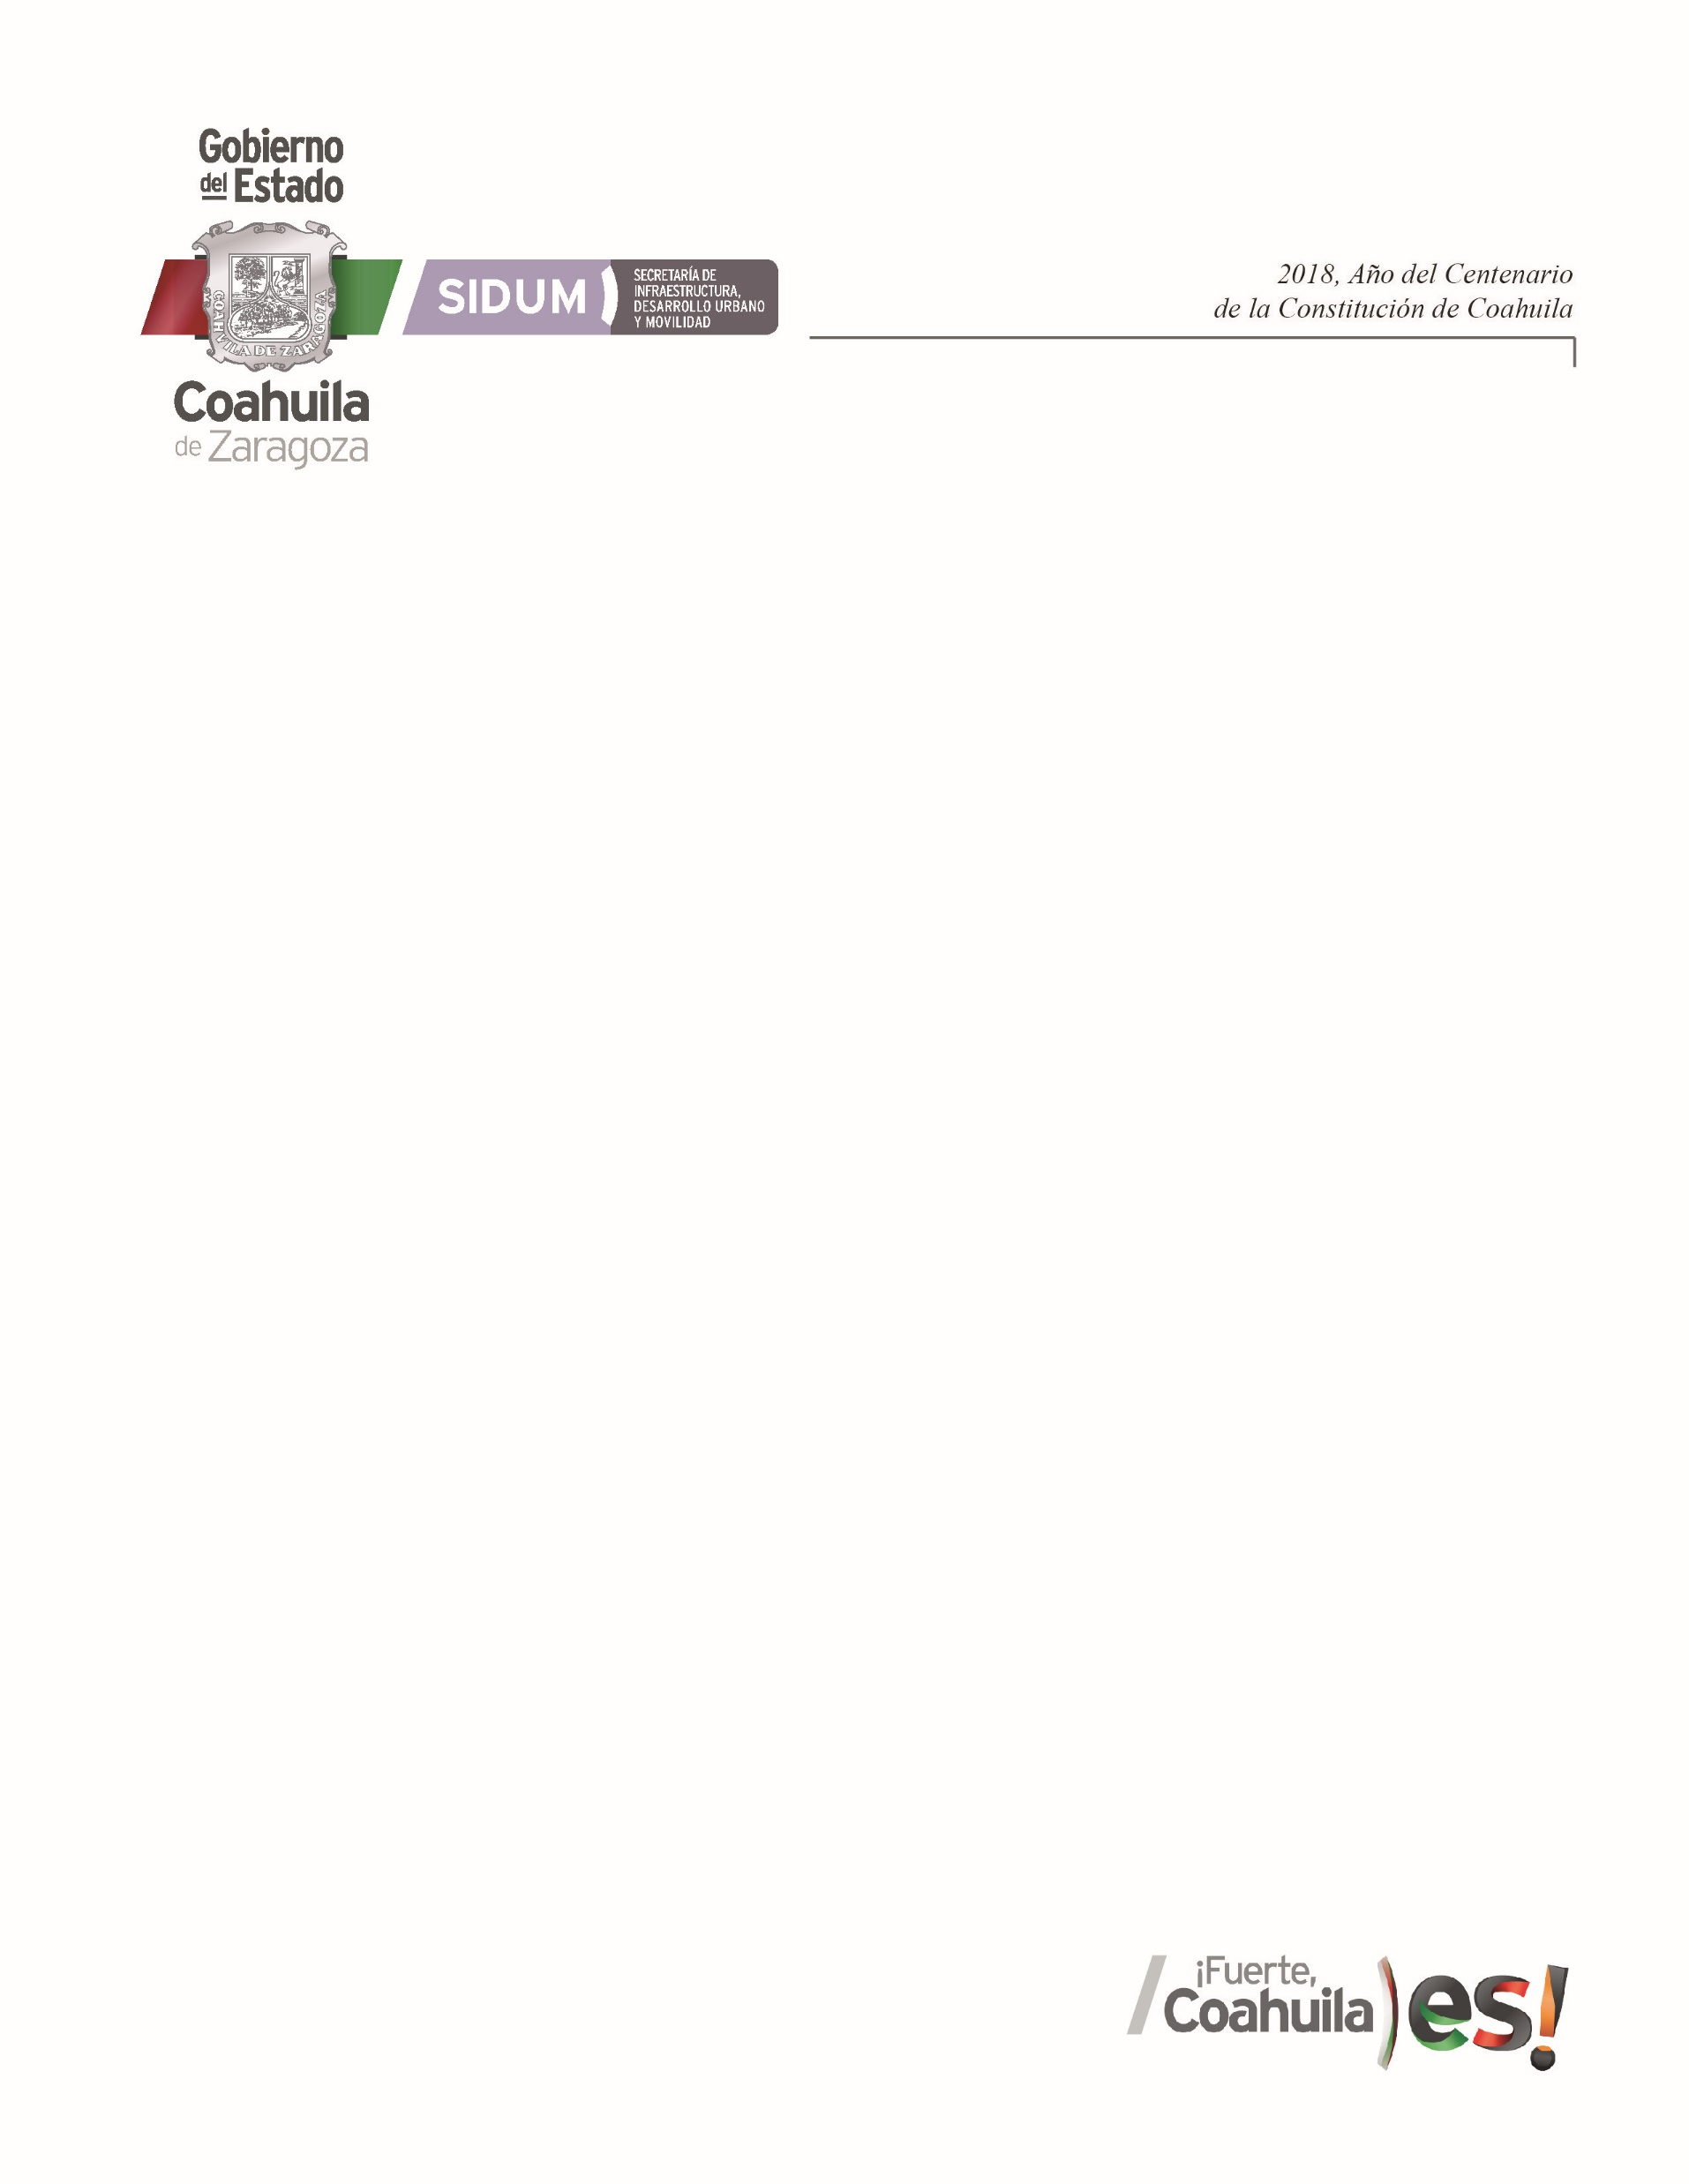 Gobierno
del Estado
COAHVILA DE ZARAGOZA
SIDUM
SECRETARÍA DE
INFRAESTRUCTURA,
DESARROLLO URBANO
Y MOVILIDAD
Coahuila
de Zaragoza
2018, Año del Centenario
de la Constitución de Coahuila
¡Fuerte,
Coahuila es!